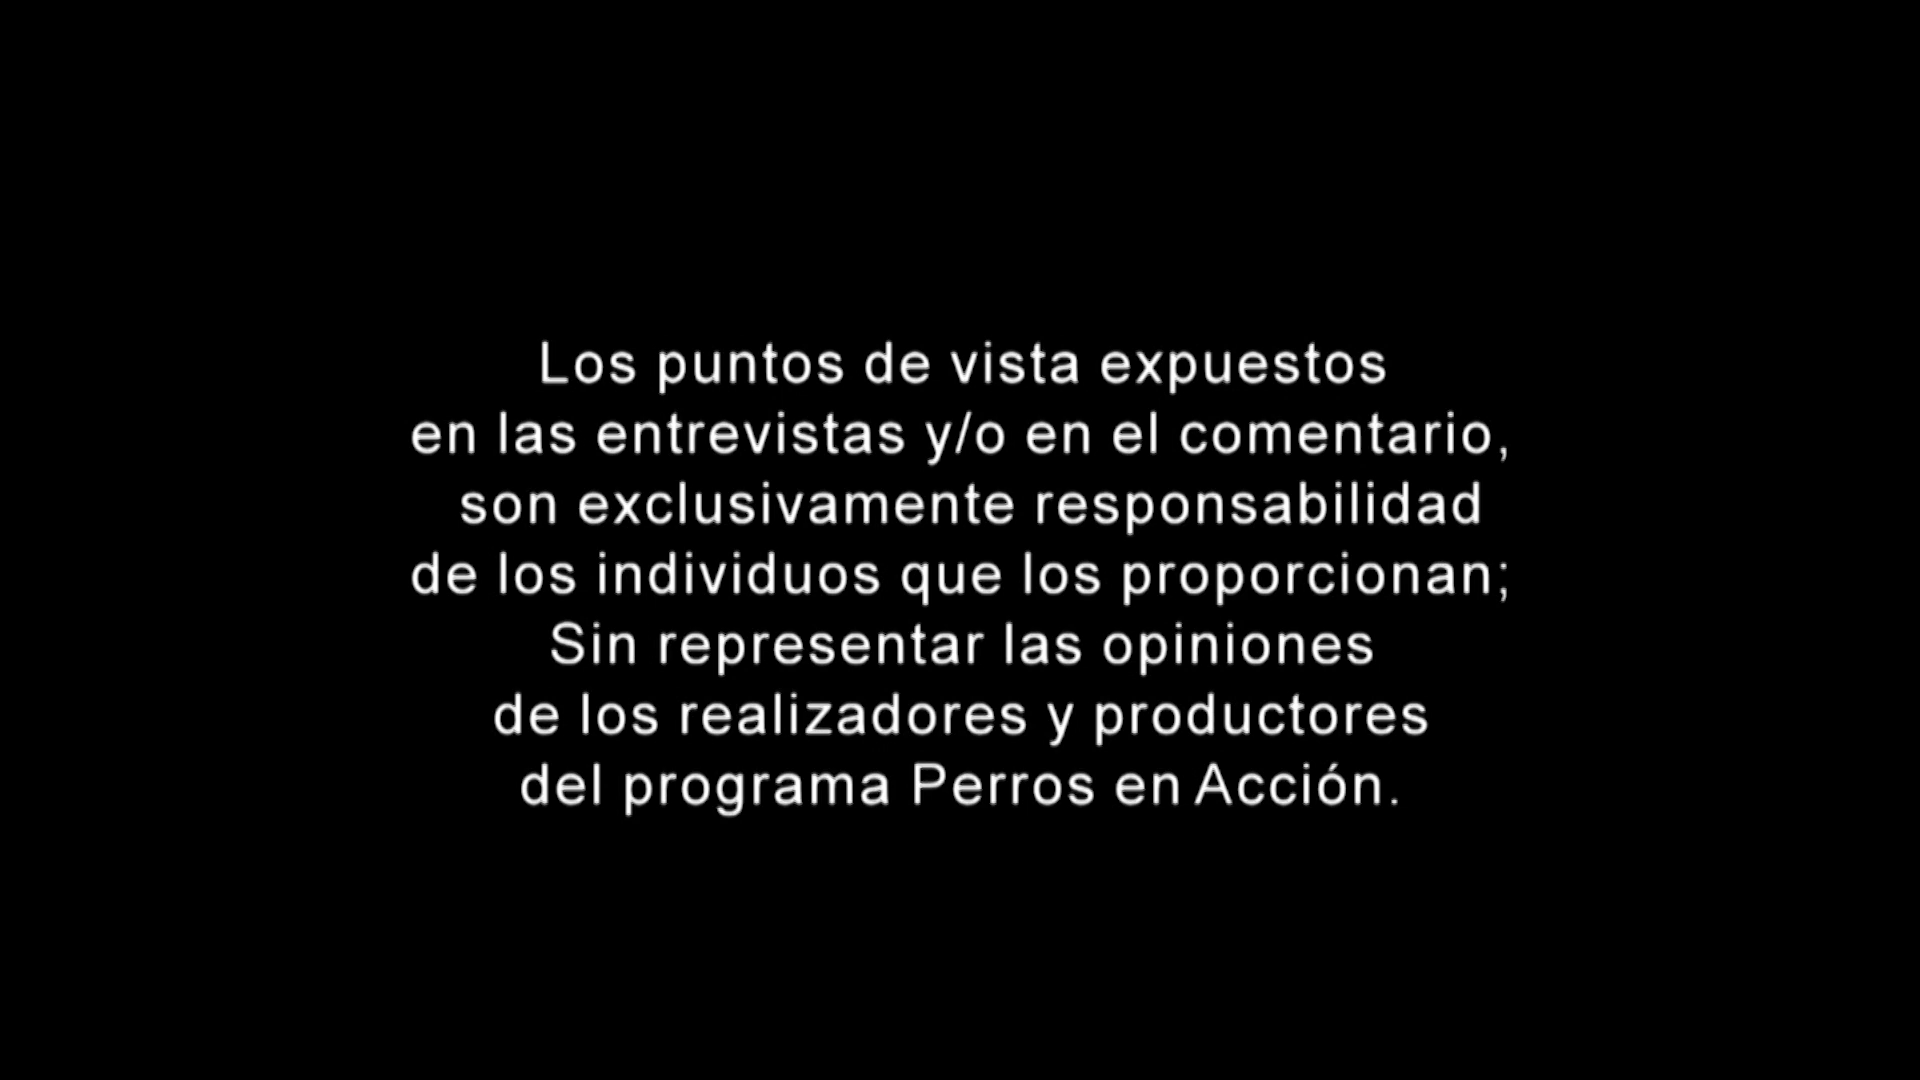 Los puntos de vista expuestos
en las entrevistas y/o en el comentario,
son exclusivamente responsabilidad
de los individuos que los proporcionan;
Sin representar las opiniones
de los realizadores y productores
del programa Perros en Acción.